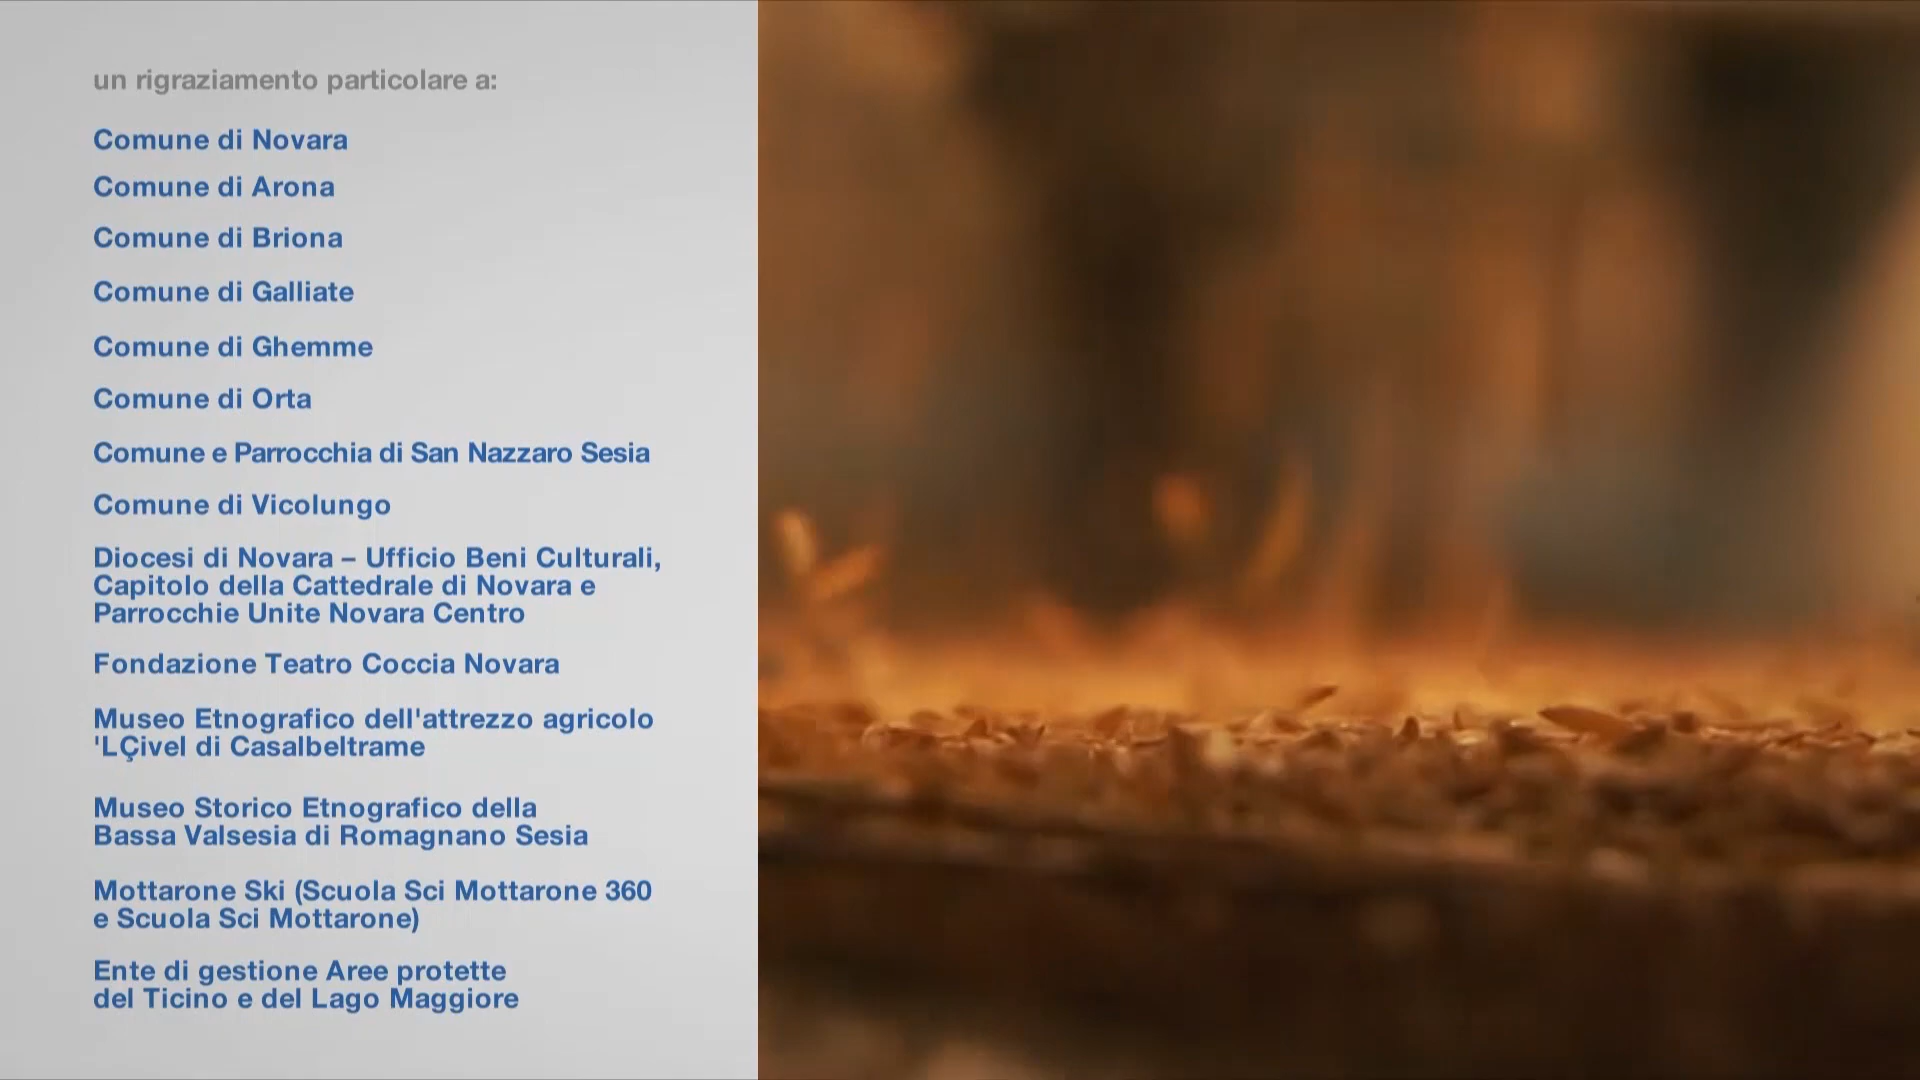 un rigraziamento particolare a:
Comune di Novara
Comune di Arona
Comune di Briona
Comune di Galliate
Comune di Ghemme
Comune di Orta
Comune e Parrocchia di San Nazzaro Sesia
Comune di Vicolungo
Diocesi di Novara – Ufficio Beni Culturali,
Capitolo della Cattedrale di Novara e
Parrocchie Unite Novara Centro
Fondazione Teatro Coccia Novara
Museo Etnografico dell'attrezzo agricolo
'LÇivel di Casalbeltrame
Museo Storico Etnografico della
Bassa Valsesia di Romagnano Sesia
Mottarone Ski (Scuola Sci Mottarone 360
e Scuola Sci Mottarone)
Ente di gestione Aree protette
del Ticino e del Lago Maggiore